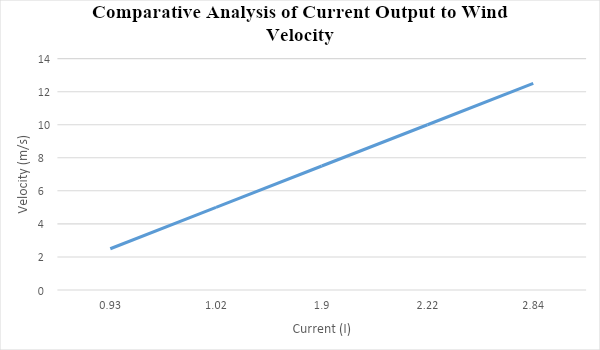 Comparative Analysis of Current Output to Wind
Velocity
14
12
10
8
6
4
2
0
Velocity (m/s)
0.93 1.02 1.9 2.22 2.84
Current (I)